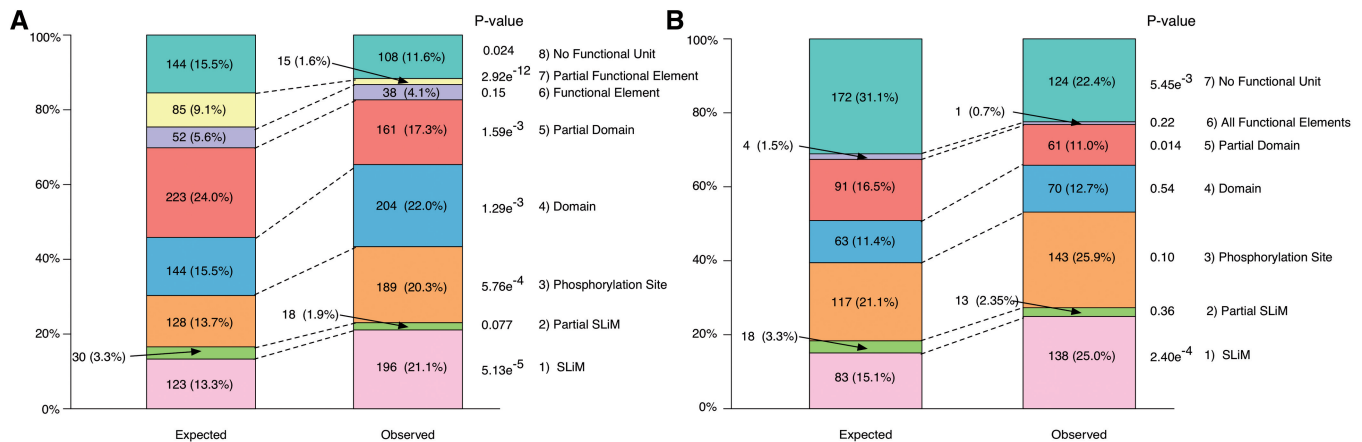 A
P-value
100%
144 (15.5%)
15 (1.6%)
108 (11.6%)
0.024
8) No Functional Unit
2.92e-12
7) Partial Functional Element
80%
85 (9.1%)
38 (4.1%)
0.15
6) Functional Element
52 (5.6%)
161 (17.3%)
1.59e-3
5) Partial Domain
60%
223 (24.0%)
204 (22.0%)
1.29e-3
4) Domain
40%
144 (15.5%)
189 (20.3%)
5.76e-4
3) Phosphorylation Site
128 (13.7%)
18 (1.9%)
0.077
2) Partial SLiM
20%
30 (3.3%)
123 (13.3%)
196 (21.1%)
5.13e-5
1) SLiM
0%
Expected
Observed
B
P-value
100%
172 (31.1%)
124 (22.4%)
5.45e-3
7) No Functional Unit
80%
1 (0.7%)
0.22
6) All Functional Elements
4 (1.5%)
61 (11.0%)
0.014
5) Partial Domain
60%
91 (16.5%)
70 (12.7%)
0.54
4) Domain
63 (11.4%)
40%
143 (25.9%)
0.10
3) Phosphorylation Site
117 (21.1%)
13 (2.35%)
0.36
2) Partial SLiM
20%
18 (3.3%)
83 (15.1%)
138 (25.0%)
2.40e-4
1) SLiM
0%
Expected
Observed